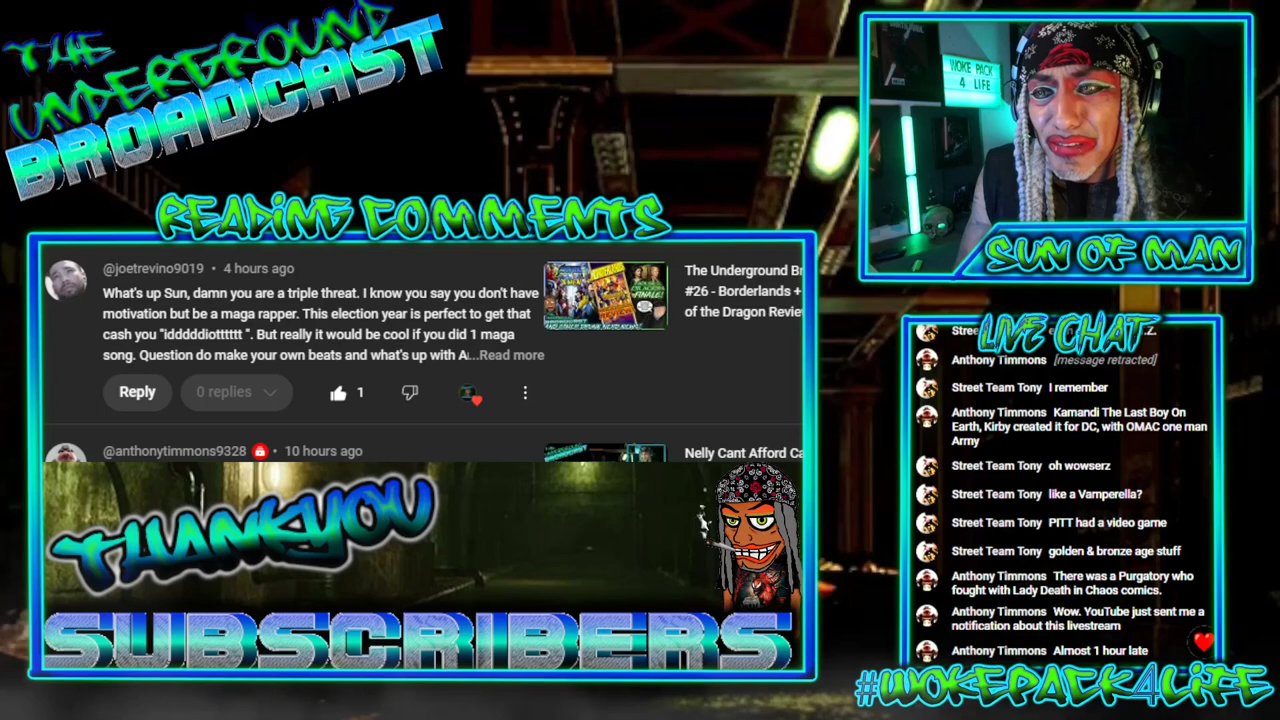 THE
UNDERGROUND
BROADCAST
WOKE PACK
4 LIFE
SUN OF MAN
READING COMMENTS
@joetrevino9019 • 4 hours ago
What's up Sun, damn you are a triple threat. I know you say you don't have
motivation but be a maga rapper. This election year is perfect to get that
cash you "idddddiottttt ". But really it would be cool if you did 1 maga
song. Question do make your own beats and what's up with A...Read more
The Underground Br
#26 - Borderlands +
of the Dragon Revie
Reply
0 replies
1
@anthonytimmons9328 • 10 hours ago
Nelly Cant Afford Ca
THANKYOU
SUBSCRIBERS
LIVE CHAT
Anthony Timmons [message retracted]
Street Team Tony I remember
Anthony Timmons Kamandi The Last Boy On
Earth, Kirby created it for DC, with OMAC one man
Army
Street Team Tony oh wowserz
Street Team Tony like a Vamperella?
Street Team Tony PITT had a video game
Street Team Tony golden & bronze age stuff
Anthony Timmons There was a Purgatory who
fought with Lady Death in Chaos comics.
Anthony Timmons Wow. YouTube just sent me a
notification about this livestream
Anthony Timmons Almost 1 hour late
#WOKEPACK4LIFE